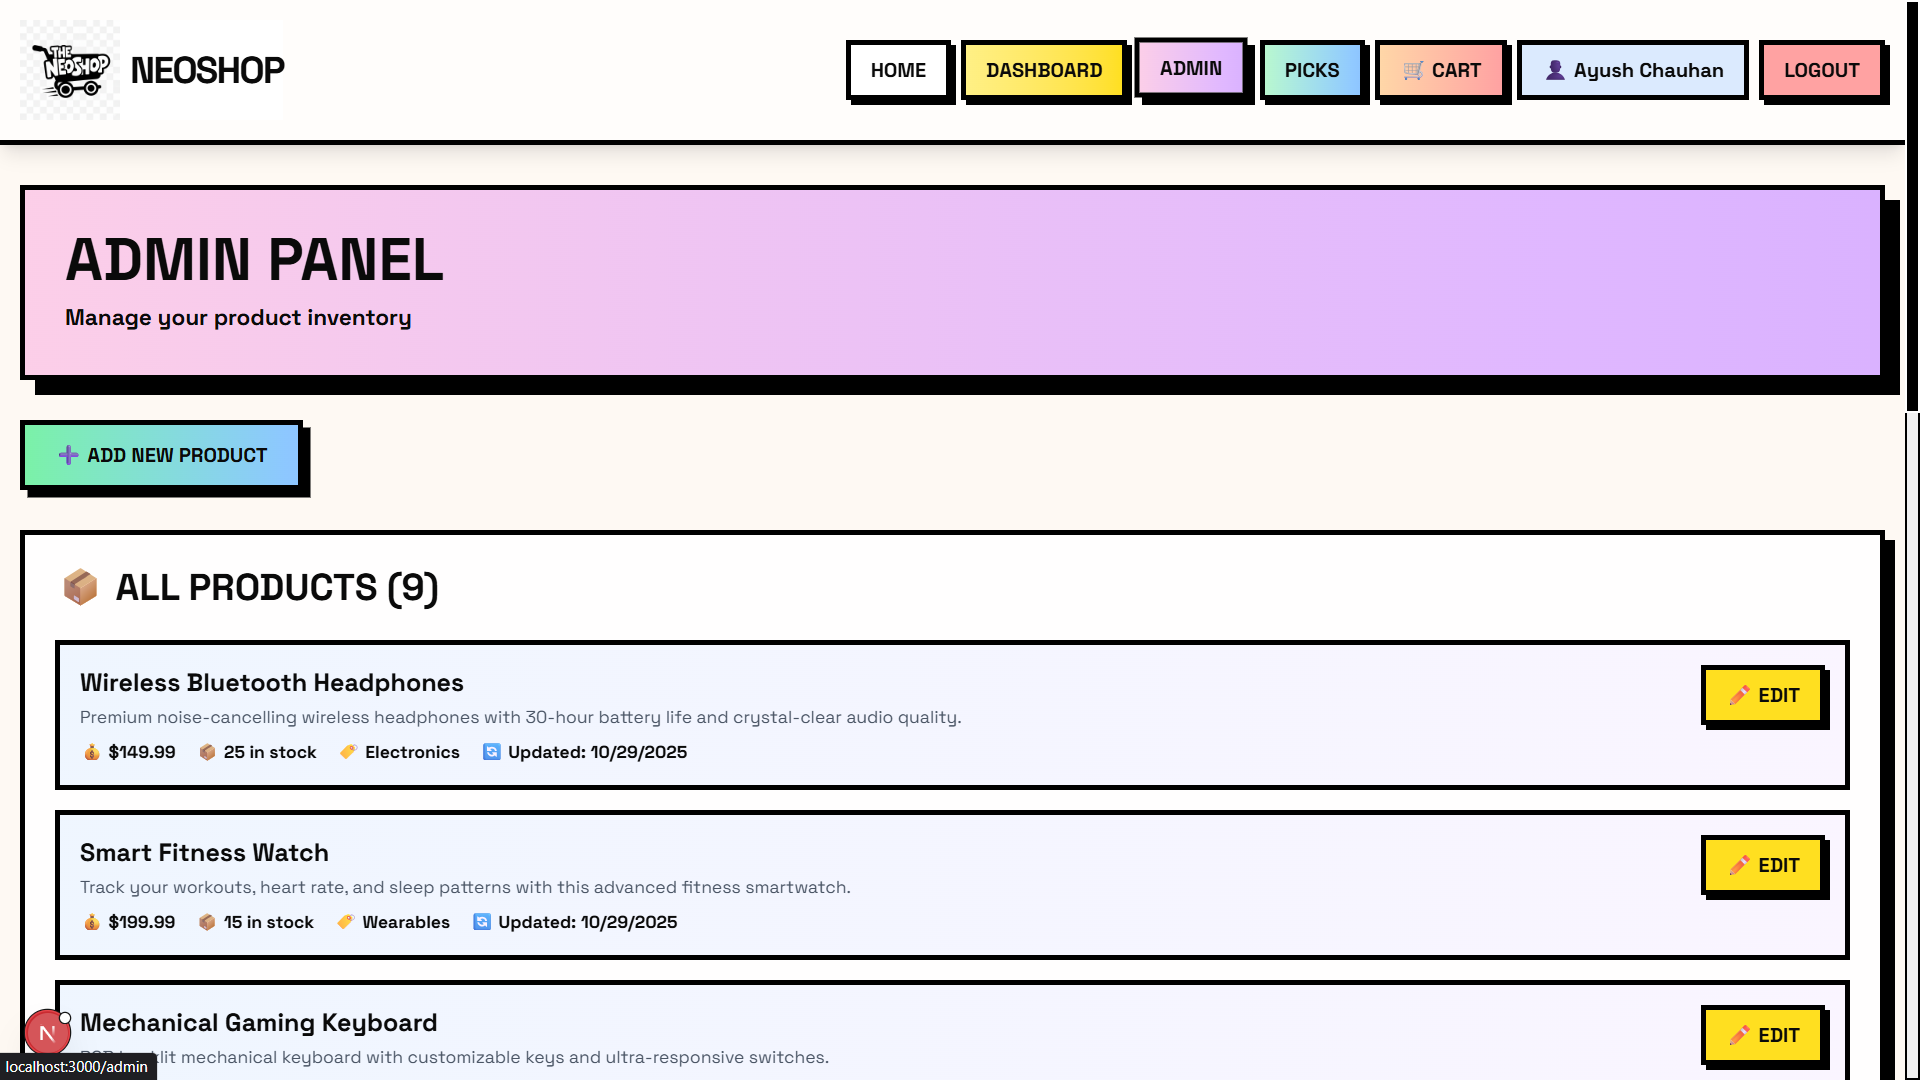 THE NEOSHOP
NEOSHOP
HOME
DASHBOARD
ADMIN
PICKS
🛒 CART
👤 Ayush Chauhan
LOGOUT
ADMIN PANEL
Manage your product inventory
➕ ADD NEW PRODUCT
📦 ALL PRODUCTS (9)
Wireless Bluetooth Headphones
Premium noise-cancelling wireless headphones with 30-hour battery life and crystal-clear audio quality.
💰 $149.99 📦 25 in stock 🏷️ Electronics 🔄 Updated: 10/29/2025
✏️ EDIT
Smart Fitness Watch
Track your workouts, heart rate, and sleep patterns with this advanced fitness smartwatch.
💰 $199.99 📦 15 in stock 🏷️ Wearables 🔄 Updated: 10/29/2025
✏️ EDIT
Mechanical Gaming Keyboard
mechanical keyboard with customizable keys and ultra-responsive switches.
✏️ EDIT
N
localhost:3000/admin